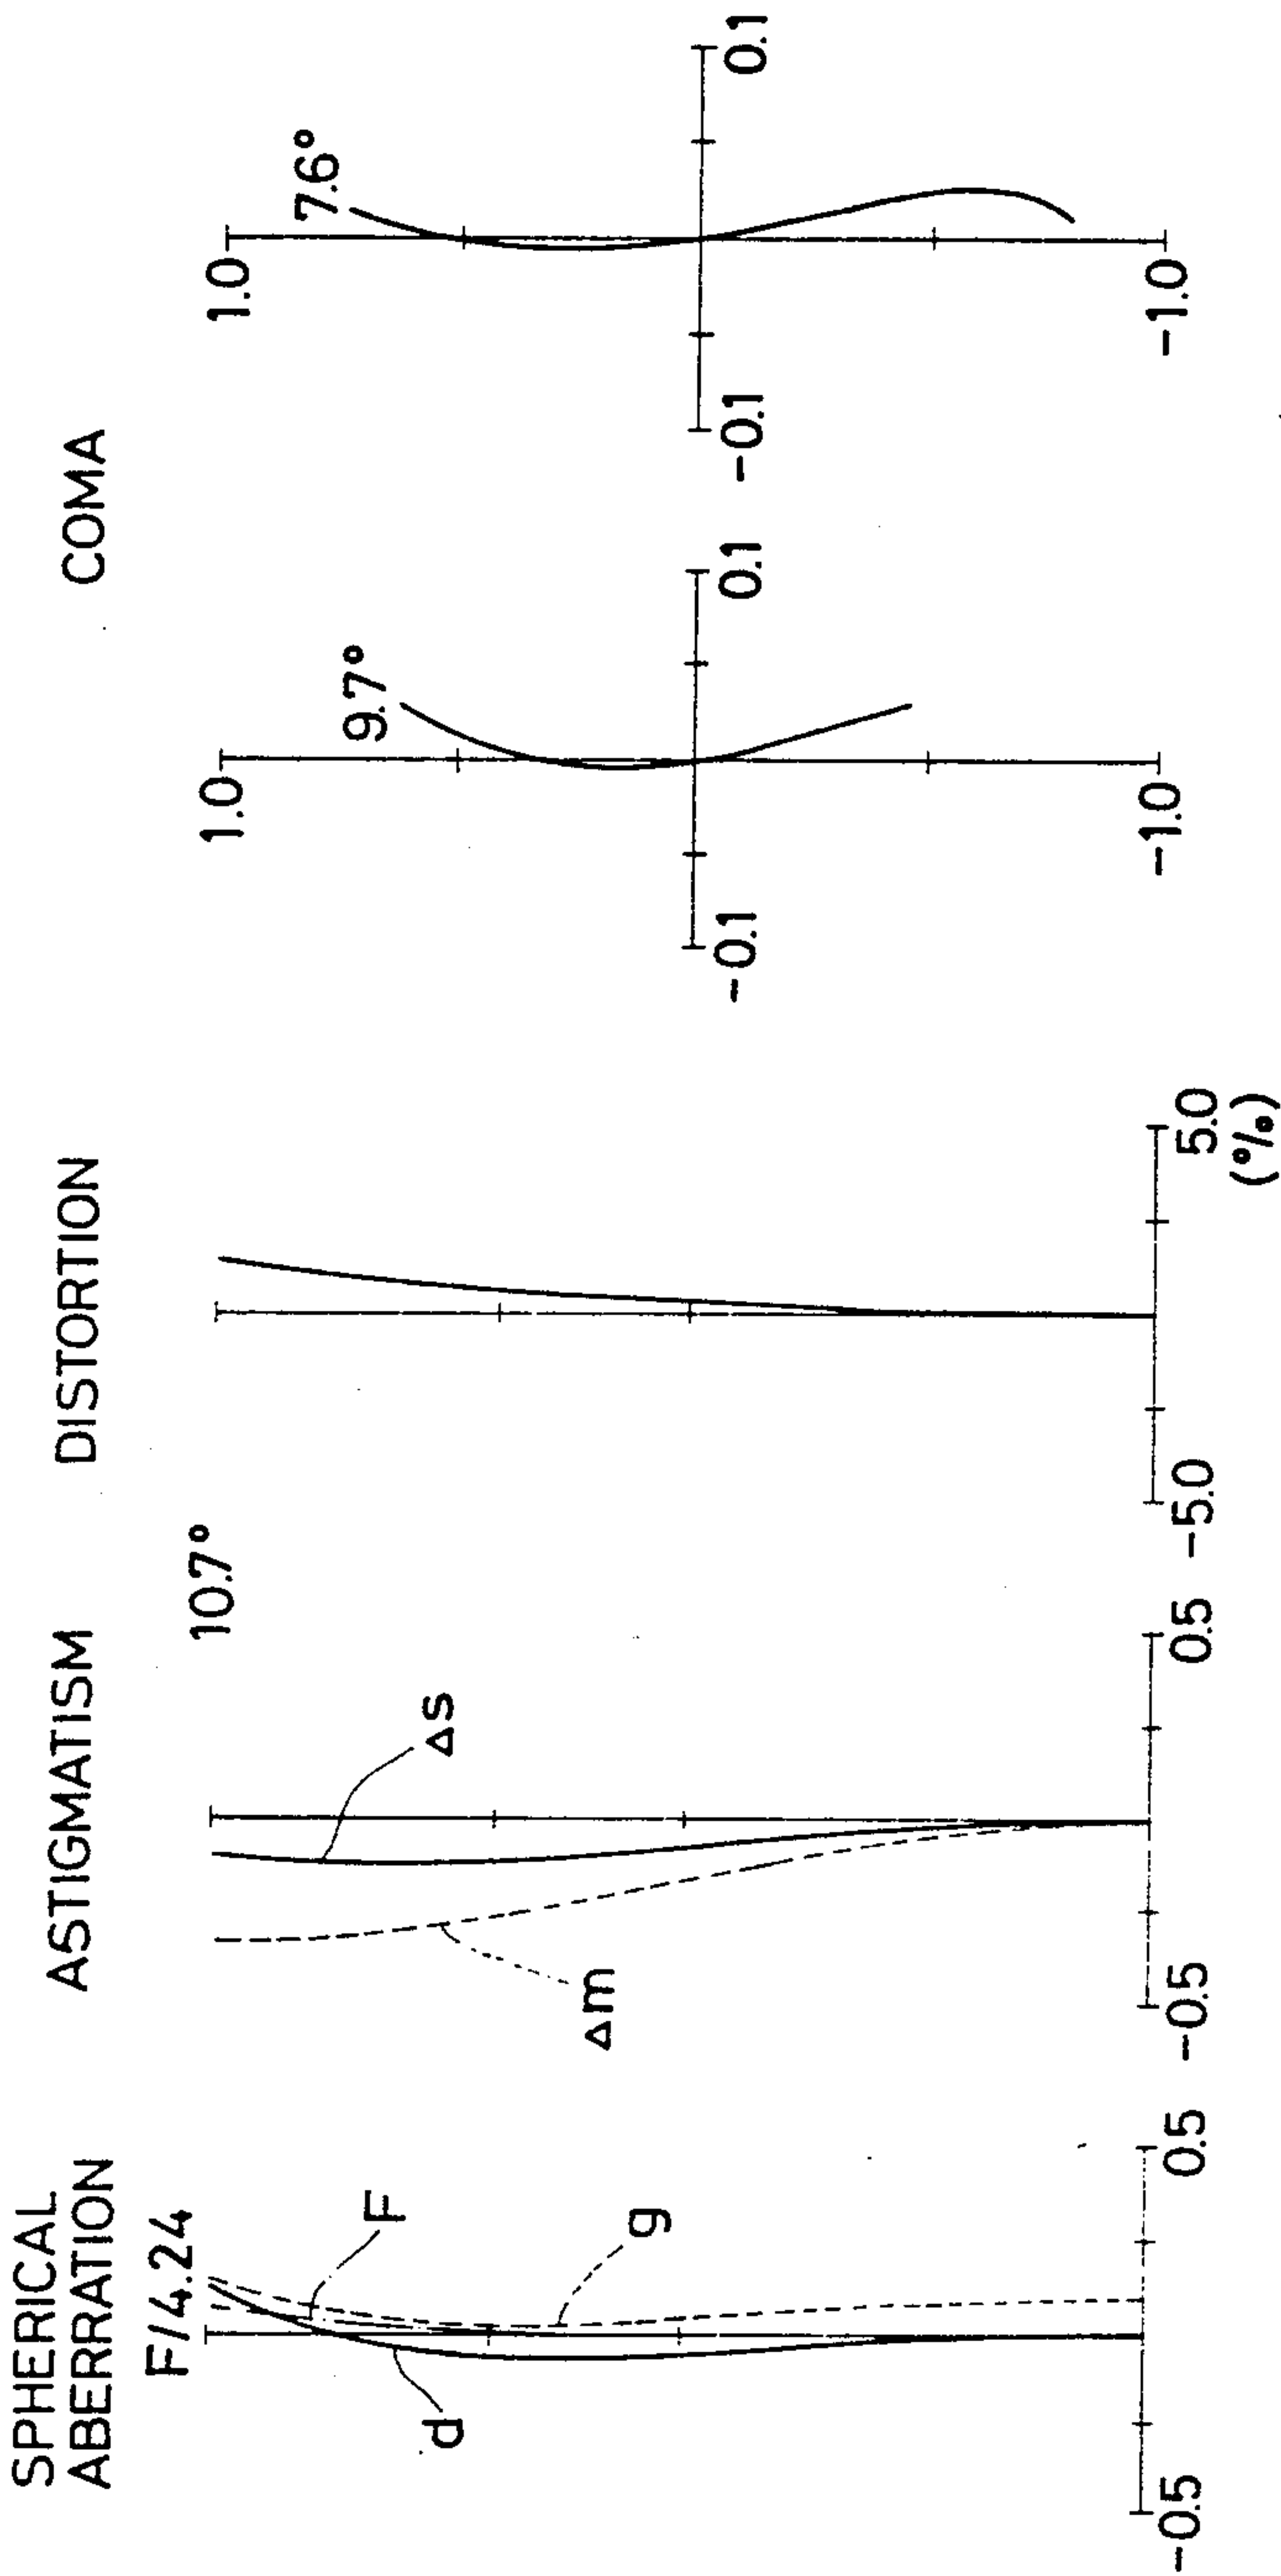 SPHERICAL
ABERRATION
F/4.24
F
g
d
-0.5
0.5
ASTIGMATISM
10.7°
Δs
Δm
-0.5
0.5
DISTORTION
-5.0
5.0
(%)
COMA
1.0
9.7°
-0.1
0.1
-1.0
1.0
7.6°
-0.1
0.1
-1.0